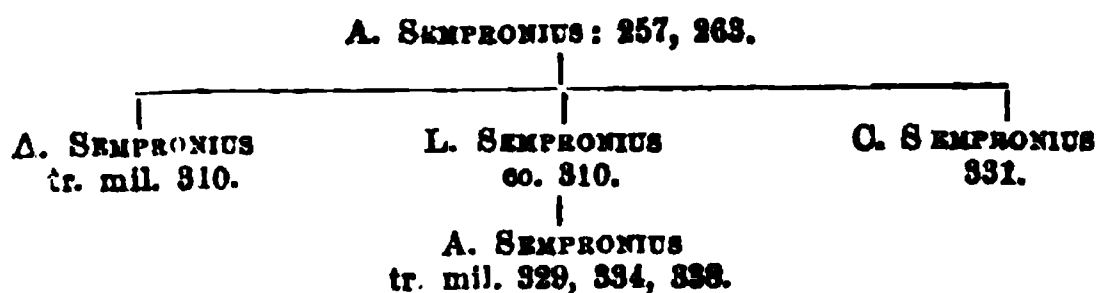 A. SEMPRONIUS: 257, 263.
A. SEMPRONIUS
tr. mil. 310.
L. SEMPRONIUS
co. 310.
C. SEMPRONIUS
331.
A. SEMPRONIUS
tr. mil. 329, 334, 338.